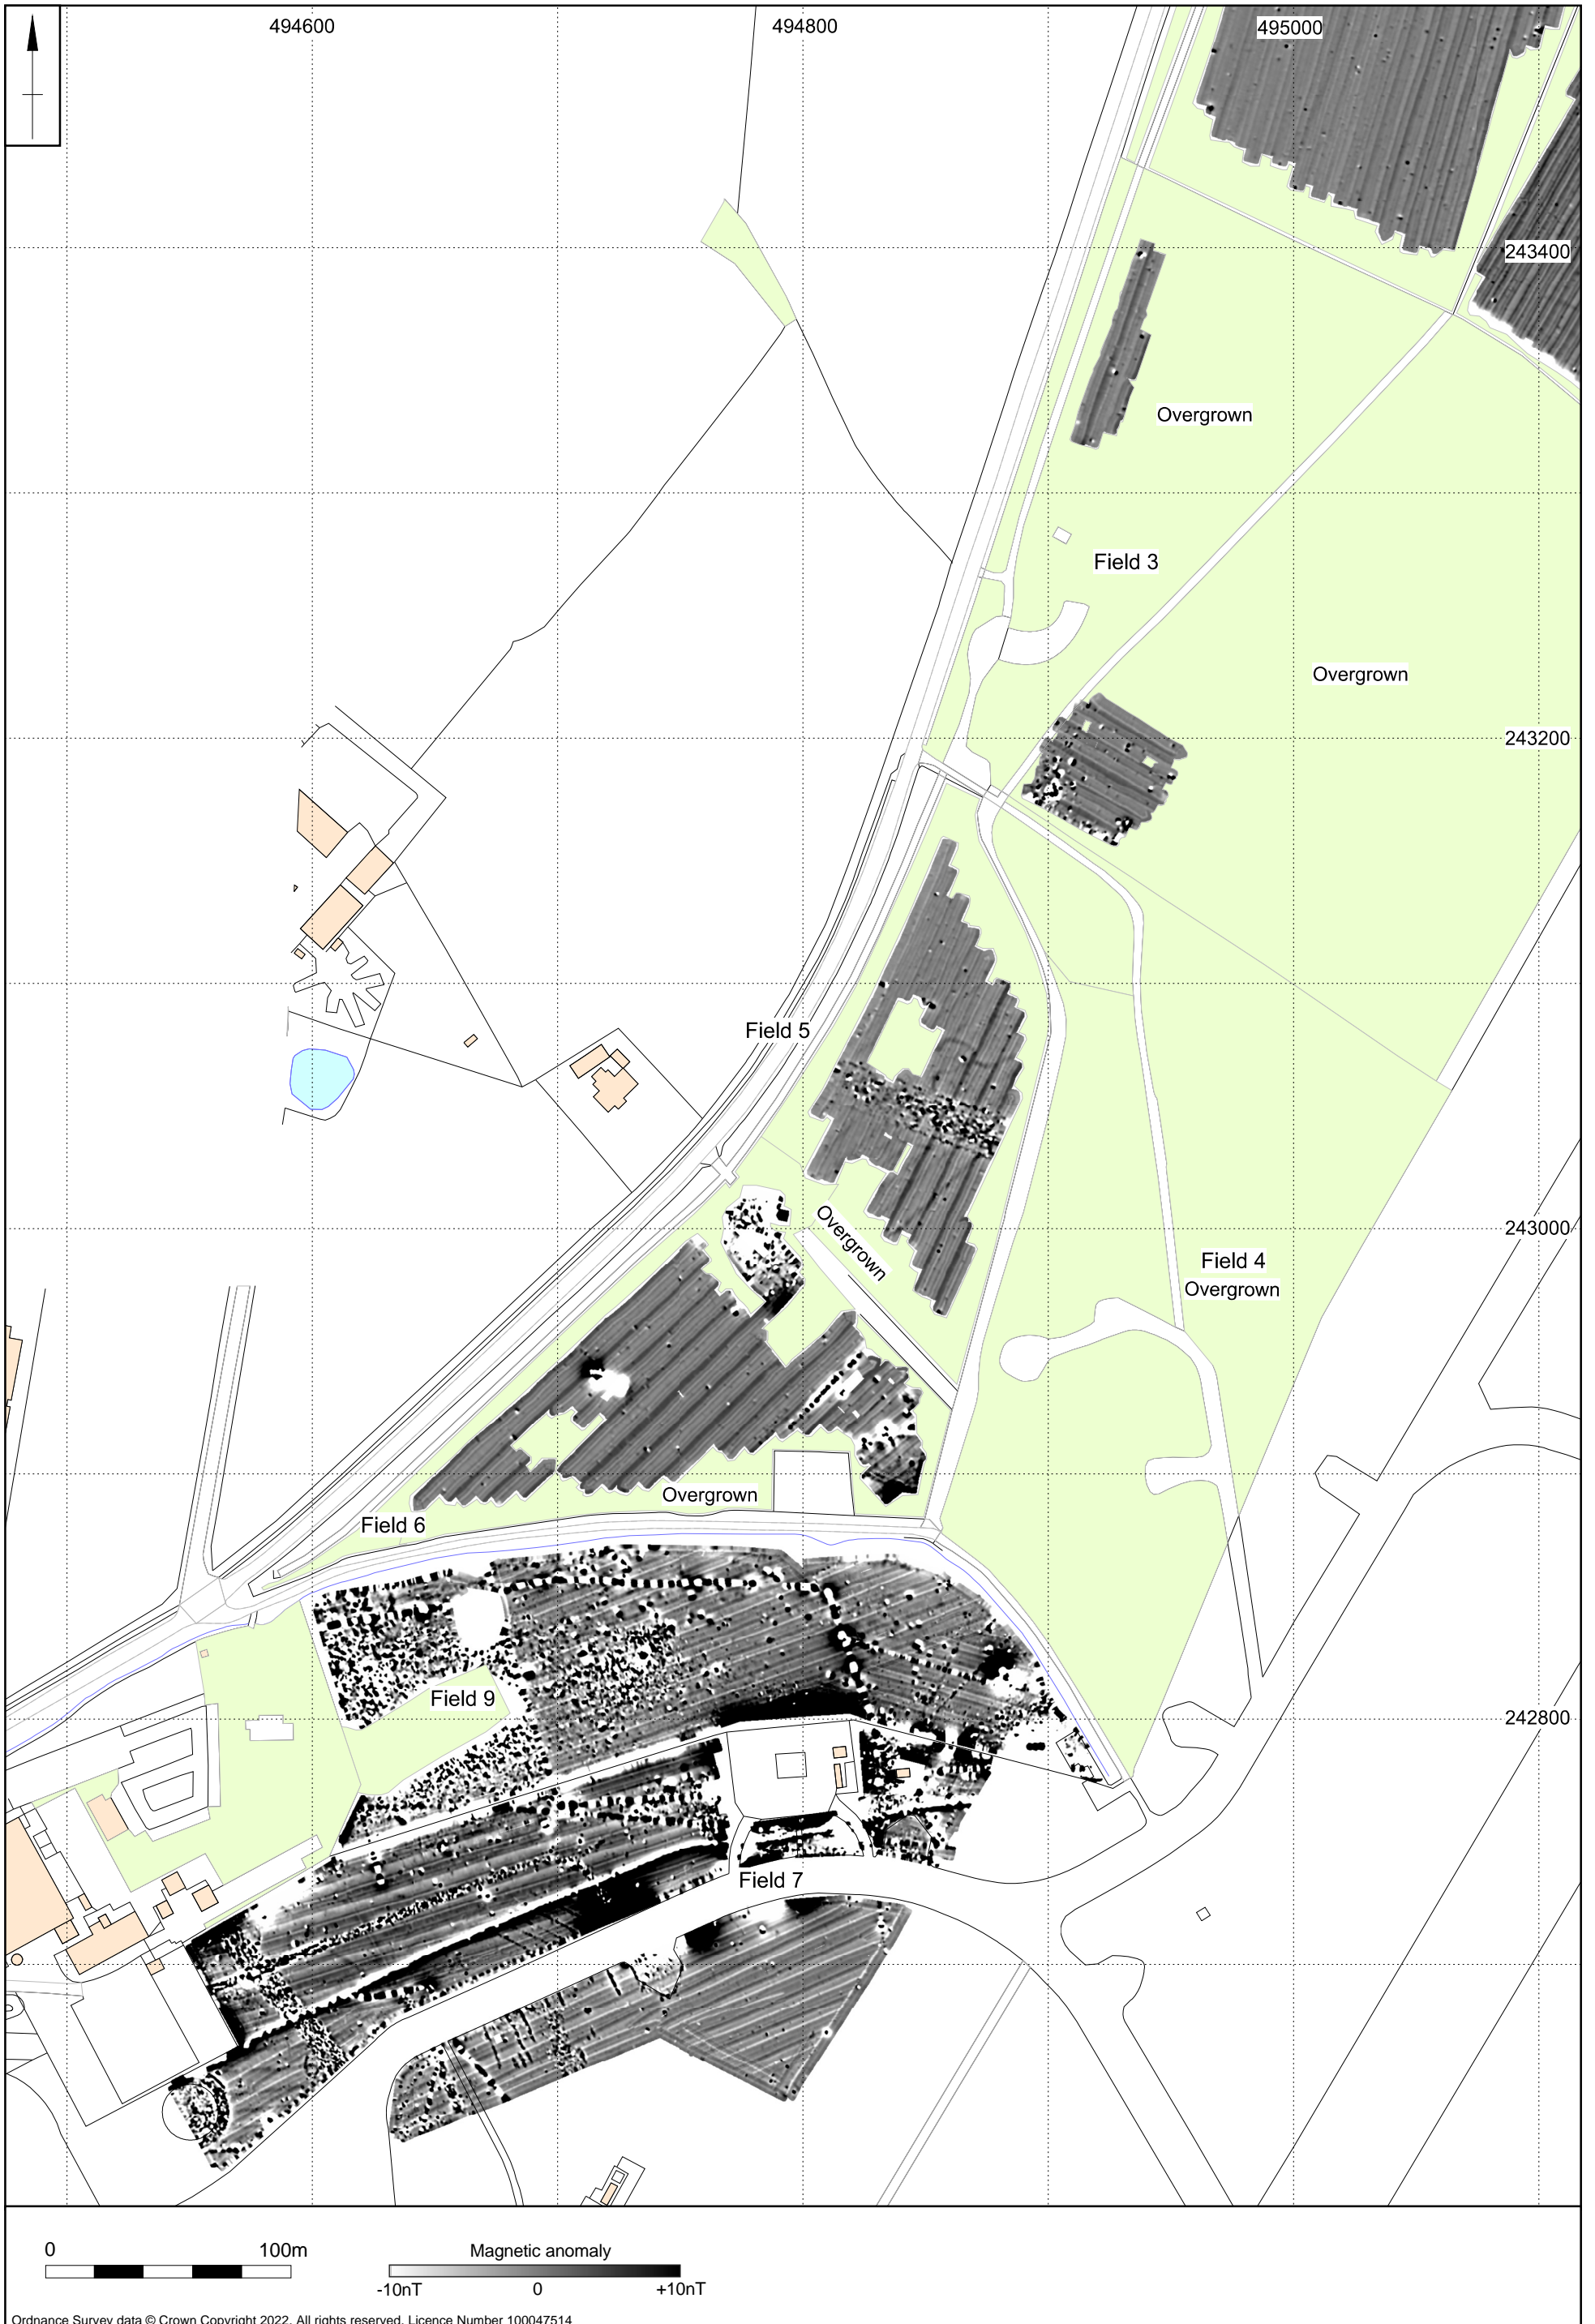 494600
494800
495000
243400
Overgrown
Field 3
Overgrown
243200
Field 5
Overgrown
243000
Field 4
Overgrown
Overgrown
Field 6
Field 9
242800
Field 7
0 100m
Magnetic anomaly
-10nT 0 +10nT
Ordnance Survey data © Crown Copyright 2022. All rights reserved. Licence Number 100047514